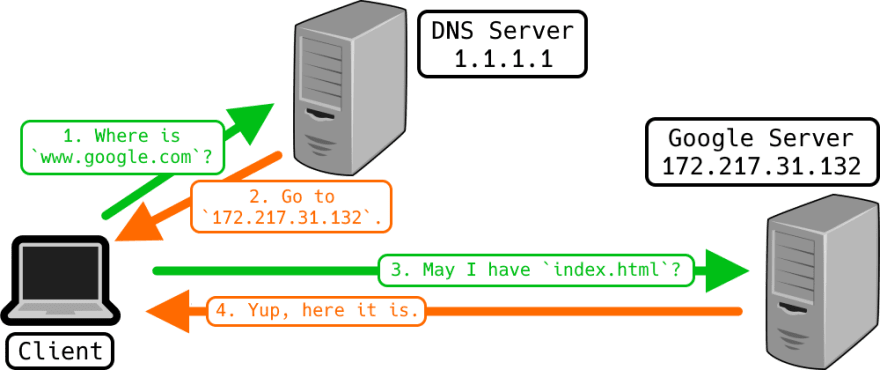 DNS Server
1.1.1.1
1. Where is
`www.google.com`?
Google Server
172.217.31.132
2. Go to
`172.217.31.132`.
3. May I have `index.html`?
4. Yup, here it is.
Client